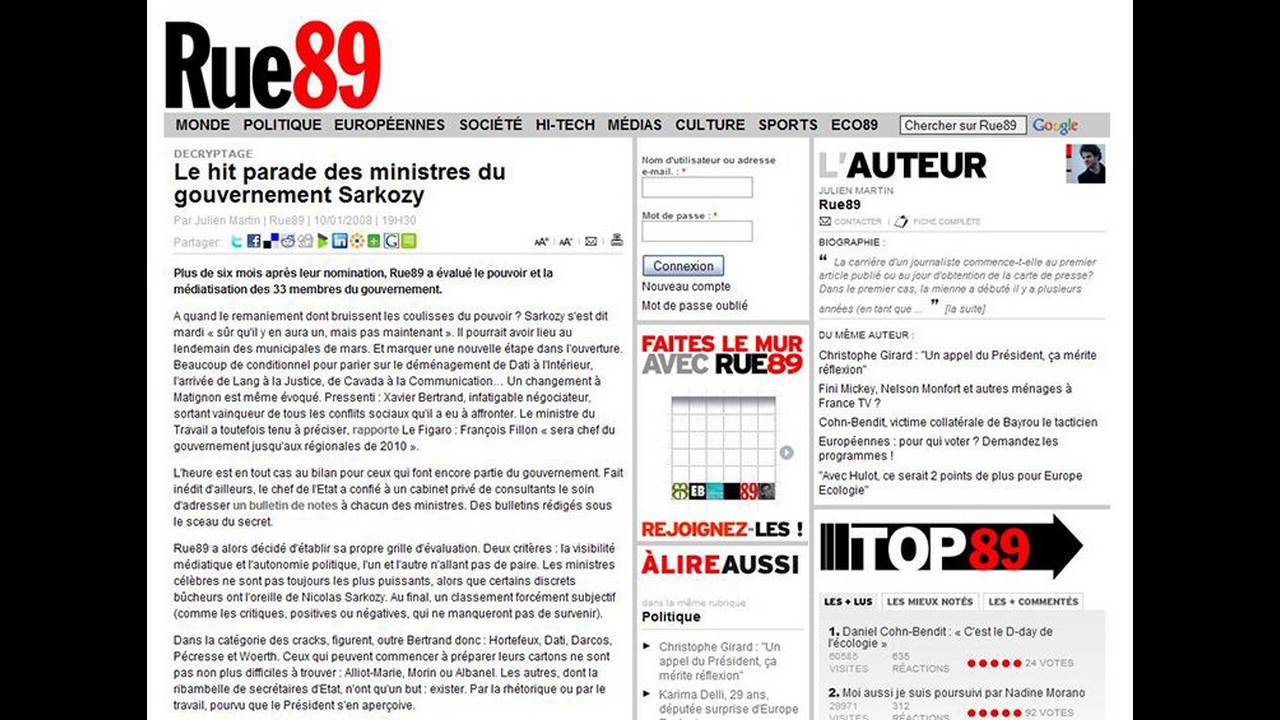 Rue89
MONDE POLITIQUE EUROPÉENNES SOCIÉTÉ HI-TECH MÉDIAS CULTURE SPORTS ECO89 Chercher sur Rue89 Google
DECRYPTAGE
Le hit parade des ministres du
gouvernement Sarkozy
Par Julien Martin | Rue89 | 10/01/2008 | 19H30
Partager:
Plus de six mois après leur nomination, Rue89 a évalué le pouvoir et la
médiatisation des 33 membres du gouvernement.
A quand le remaniement dont bruissent les coulisses du pouvoir ? Sarkozy s'est dit
mardi « sûr qu'il y en aura un, mais pas maintenant ». Il pourrait avoir lieu au
lendemain des municipales de mars. Et marquer une nouvelle étape dans l'ouverture.
Beaucoup de conditionnel pour parier sur le déménagement de Dati à l'Intérieur,
l'arrivée de Lang à la Justice, de Cavada à la Communication… Un changement à
Matignon est même évoqué. Pressenti : Xavier Bertrand, infatigable négociateur,
sortant vainqueur de tous les conflits sociaux qu'il a eu à affronter. Le ministre du
Travail a toutefois tenu à préciser, rapporte Le Figaro : François Fillon « sera chef du
gouvernement jusqu'aux régionales de 2010 ».
L'heure est en tout cas au bilan pour ceux qui font encore partie du gouvernement. Fait
inédit d'ailleurs, le chef de l'Etat a confié à un cabinet privé de consultants le soin
d'adresser un bulletin de notes à chacun des ministres. Des bulletins rédigés sous
le sceau du secret.
Rue89 a alors décidé d'établir sa propre grille d'évaluation. Deux critères : la visibilité
médiatique et l'autonomie politique, l'un et l'autre n'allant pas de paire. Les ministres
célèbres ne sont pas toujours les plus puissants, alors que certains discrets
bûcheurs ont l'oreille de Nicolas Sarkozy. Au final, un classement forcément subjectif
(comme les critiques, positives ou négatives, qui ne manqueront pas de survenir).
Dans la catégorie des cracks, figurent, outre Bertrand donc : Hortefeux, Dati, Darcos,
Pécresse et Woerth. Ceux qui peuvent commencer à préparer leurs cartons ne sont
pas non plus difficiles à trouver : Alliot-Marie, Morin ou Albanel. Les autres, dont la
ribambelle de secrétaires d'Etat, n'ont qu'un but : exister. Par la rhétorique ou par le
travail, pourvu que le Président s'en aperçoive.
Nom d'utilisateur ou adresse
e-mail. : *
Mot de passe : *
Connexion
Nouveau compte
Mot de passe oublié
FAITES LE MUR
AVEC RUE89
EB 89
REJOIGNEZ-LES !
À LIRE AUSSI
dans la même rubrique
Politique
Christophe Girard : "Un
appel du Président, ça
mérite réflexion"
Karima Delli, 29 ans,
députée surprise d'Europe
L'AUTEUR
JULIEN MARTIN
Rue89
CONTACTER | FICHE COMPLÈTE
BIOGRAPHIE :
“ La carrière d'un journaliste commence-t-elle au premier
article publié ou au jour d'obtention de la carte de presse?
Dans le premier cas, la mienne a débuté il y a plusieurs
années (en tant que ... ” [la suite]
DU MÊME AUTEUR :
Christophe Girard : "Un appel du Président, ça mérite
réflexion"
Fini Mickey, Nelson Monfort et autres ménages à
France TV ?
Cohn-Bendit, victime collatérale de Bayrou le tacticien
Européennes : pour qui voter ? Demandez les
programmes !
"Avec Hulot, ce serait 2 points de plus pour Europe
Ecologie"
TOP89
LES + LUS LES MIEUX NOTÉS LES + COMMENTÉS
1. Daniel Cohn-Bendit : « C'est le D-day de
l'écologie »
60585 635
VISITES RÉACTIONS 24 VOTES
2. Moi aussi je suis poursuivi par Nadine Morano
29971 312
VISITES RÉACTIONS 92 VOTES